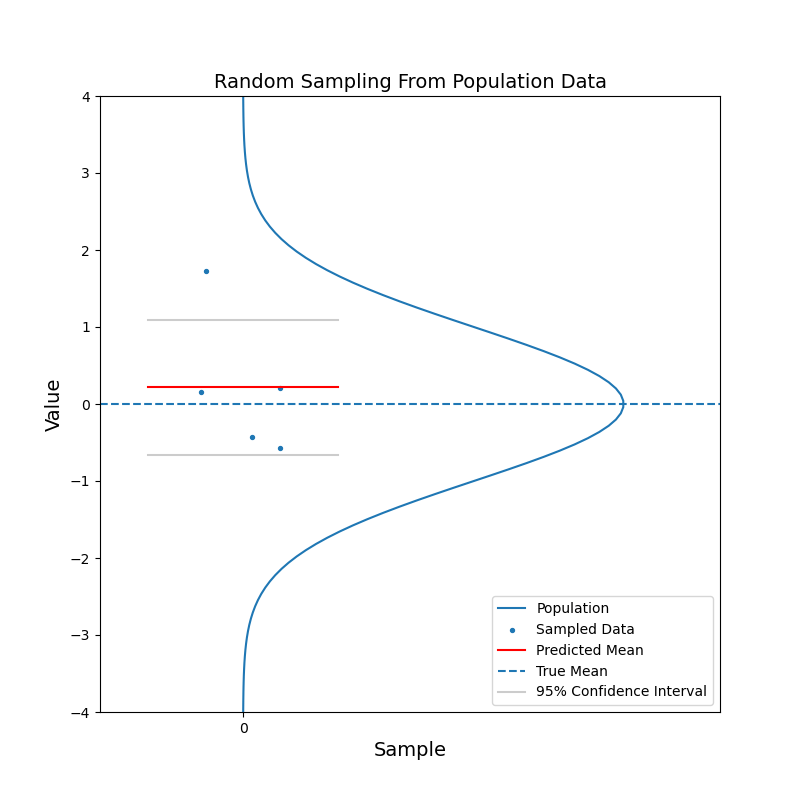 Random Sampling From Population Data
4
3
2
1
0
−1
−2
−3
−4
Value
0
Sample
Population
Sampled Data
Predicted Mean
True Mean
95% Confidence Interval